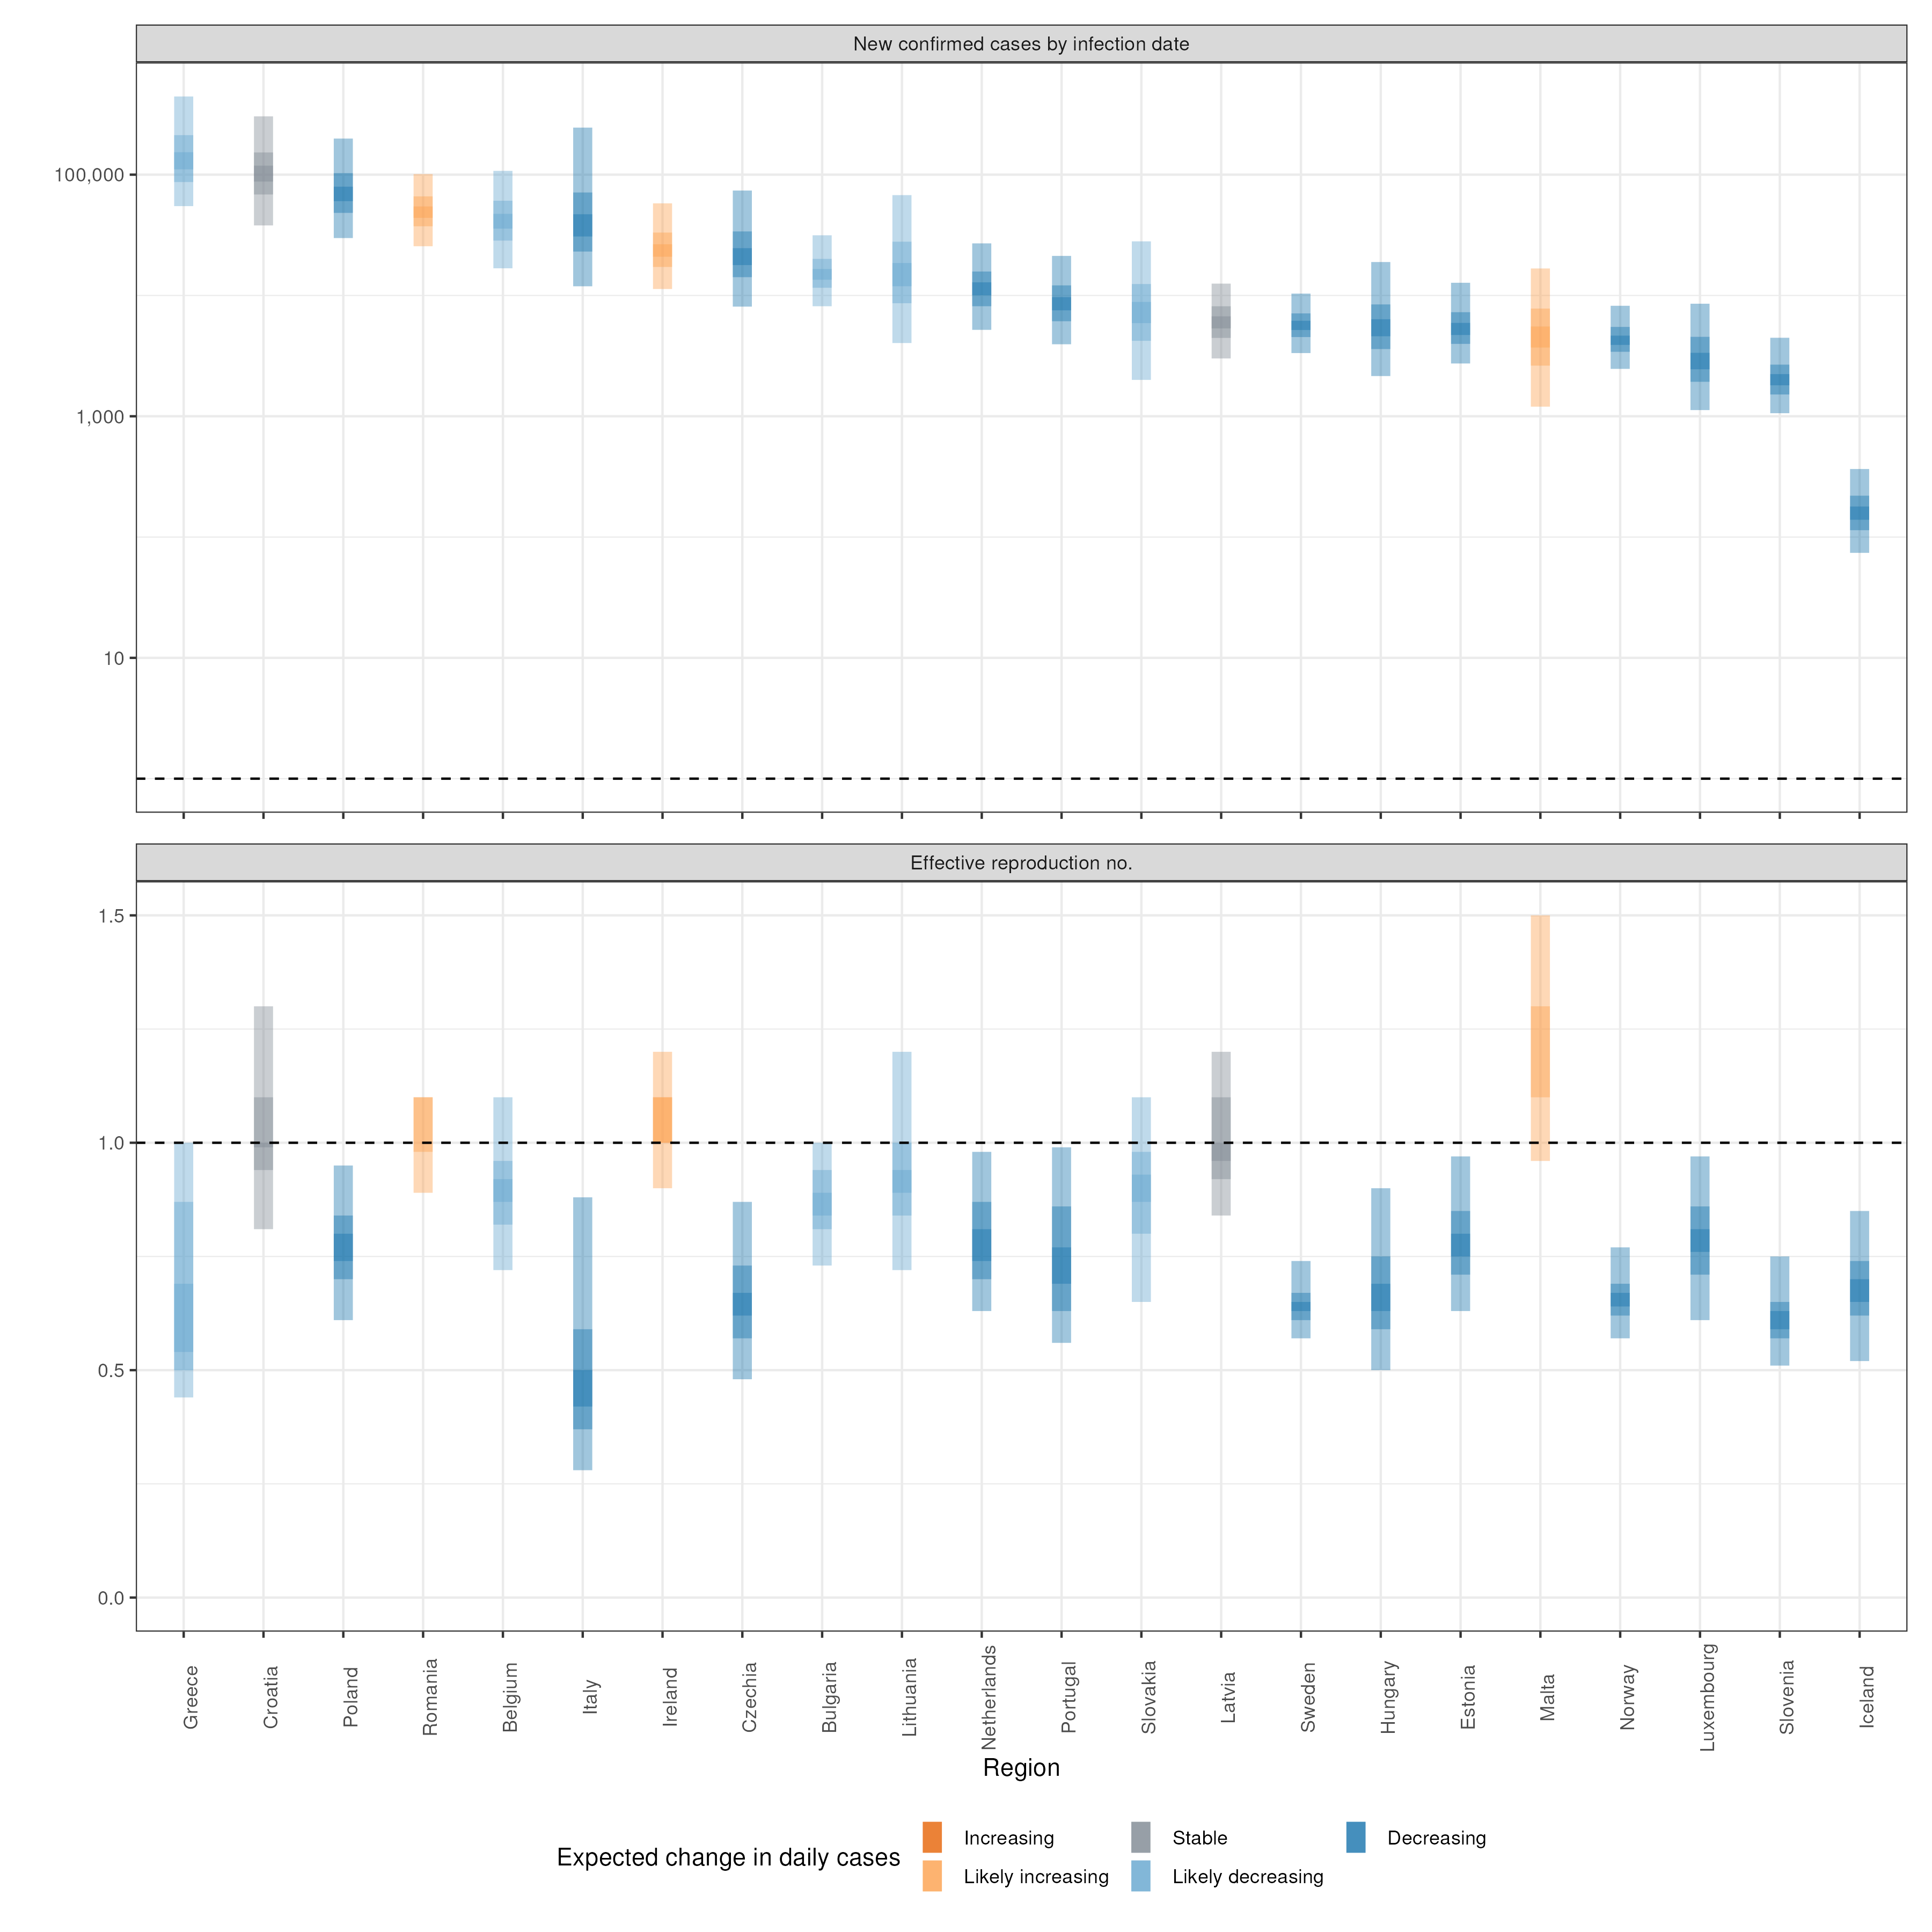 New confirmed cases by infection date
100,000
1,000
10
Effective reproduction no.
1.5
1.0
0.5
0.0
Greece
Croatia
Poland
Romania
Belgium
Italy
Ireland
Czechia
Bulgaria
Lithuania
Netherlands
Portugal
Slovakia
Latvia
Sweden
Hungary
Estonia
Malta
Norway
Luxembourg
Slovenia
Iceland
Region
Expected change in daily cases
Increasing
Likely increasing
Stable
Likely decreasing
Decreasing